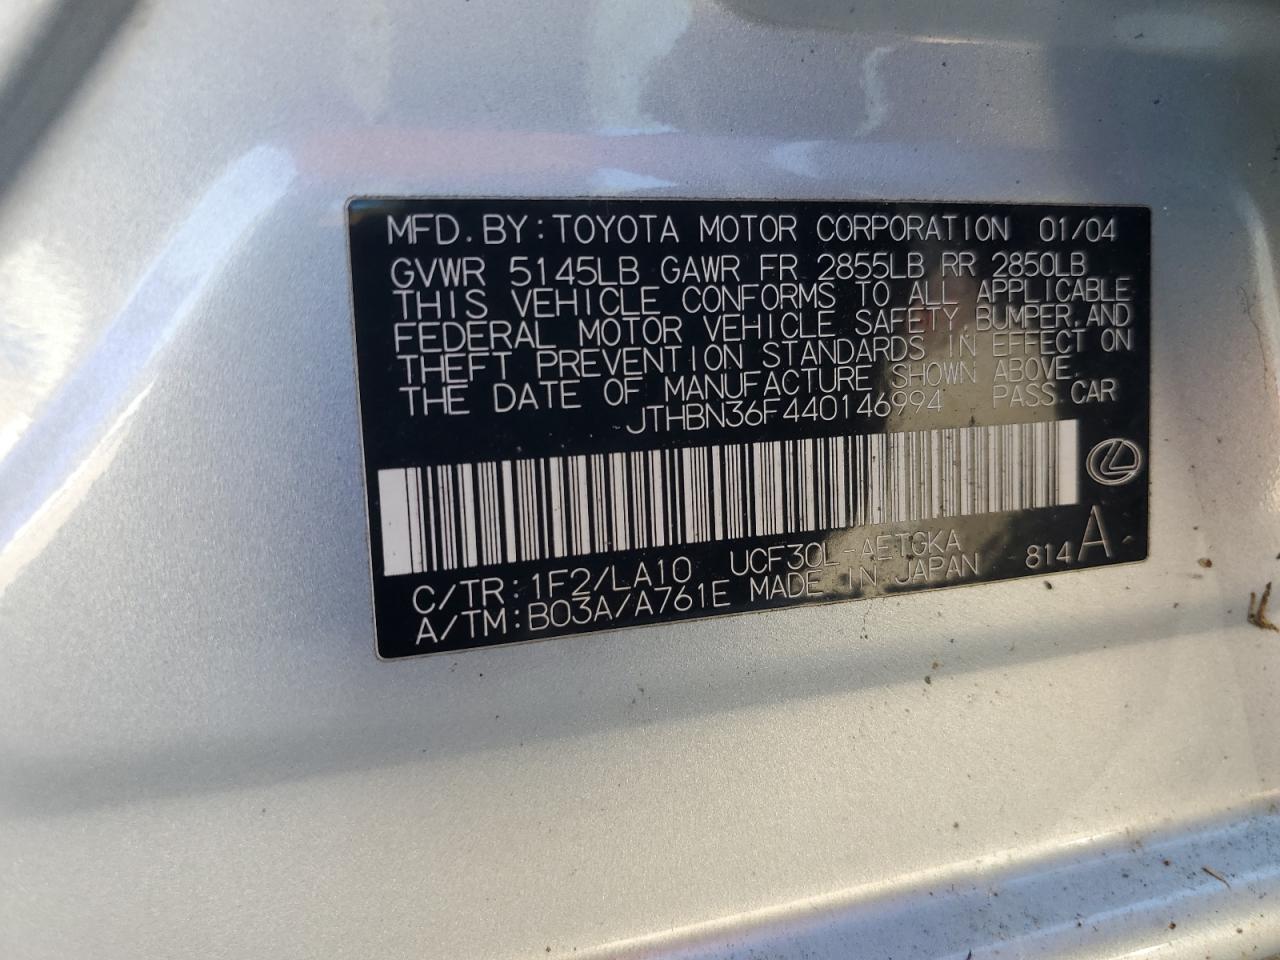 MFD. BY: TOYOTA MOTOR CORPORATION 01/04
GVWR 5145LB GAWR FR 2855LB RR 2850LB
THIS VEHICLE CONFORMS TO ALL APPLICABLE
FEDERAL MOTOR VEHICLE SAFETY, BUMPER, AND
THEFT PREVENTION STANDARDS IN EFFECT ON
THE DATE OF MANUFACTURE SHOWN ABOVE.
JTHBN36F440146994 PASS CAR
C/TR: 1F2/LA10 UCF30L-AETGKA
A/TM: B03A/A761E MADE IN JAPAN 814 A